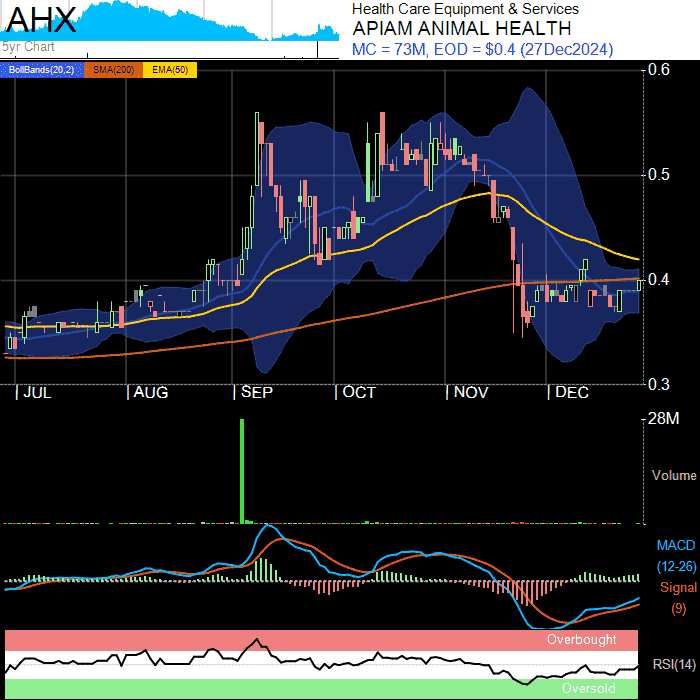 AHX
5yr Chart
Health Care Equipment & Services
APIAM ANIMAL HEALTH
MC = 73M, EOD = $0.4 (27Dec2024)
BollBands(20,2) SMA(200) EMA(50)
0.6
0.5
0.4
0.3
JUL AUG SEP OCT NOV DEC
28M
Volume
MACD
(12-26)
Signal
(9)
Overbought
RSI(14)
Oversold